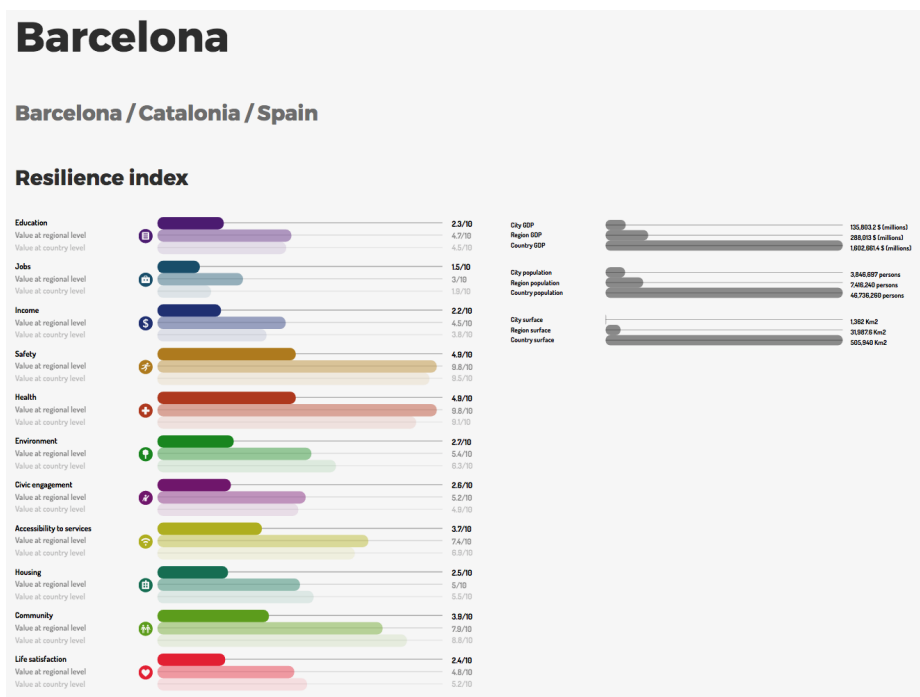 Barcelona
Barcelona / Catalonia / Spain
Resilience index
Education 2.3/10
Value at regional level 4.7/10
Value at country level 4.5/10
Jobs 1.5/10
Value at regional level 3/10
Value at country level 1.9/10
Income 2.2/10
Value at regional level 4.5/10
Value at country level 3.8/10
Safety 4.9/10
Value at regional level 9.8/10
Value at country level 9.5/10
Health 4.9/10
Value at regional level 9.8/10
Value at country level 9.1/10
Environment 2.7/10
Value at regional level 5.4/10
Value at country level 6.3/10
Civic engagement 2.6/10
Value at regional level 5.2/10
Value at country level 4.9/10
Accessibility to services 3.7/10
Value at regional level 7.4/10
Value at country level 6.9/10
Housing 2.5/10
Value at regional level 5/10
Value at country level 5.5/10
Community 3.9/10
Value at regional level 7.9/10
Value at country level 8.8/10
Life satisfaction 2.4/10
Value at regional level 4.8/10
Value at country level 5.2/10
City GDP 135,803.2 $ (millions)
Region GDP 288,013 $ (millions)
Country GDP 1,602,661.4 $ (millions)
City population 3,846,697 persons
Region population 7,416,240 persons
Country population 46,736,260 persons
City surface 1,362 Km2
Region surface 31,987.6 Km2
Country surface 505,940 Km2